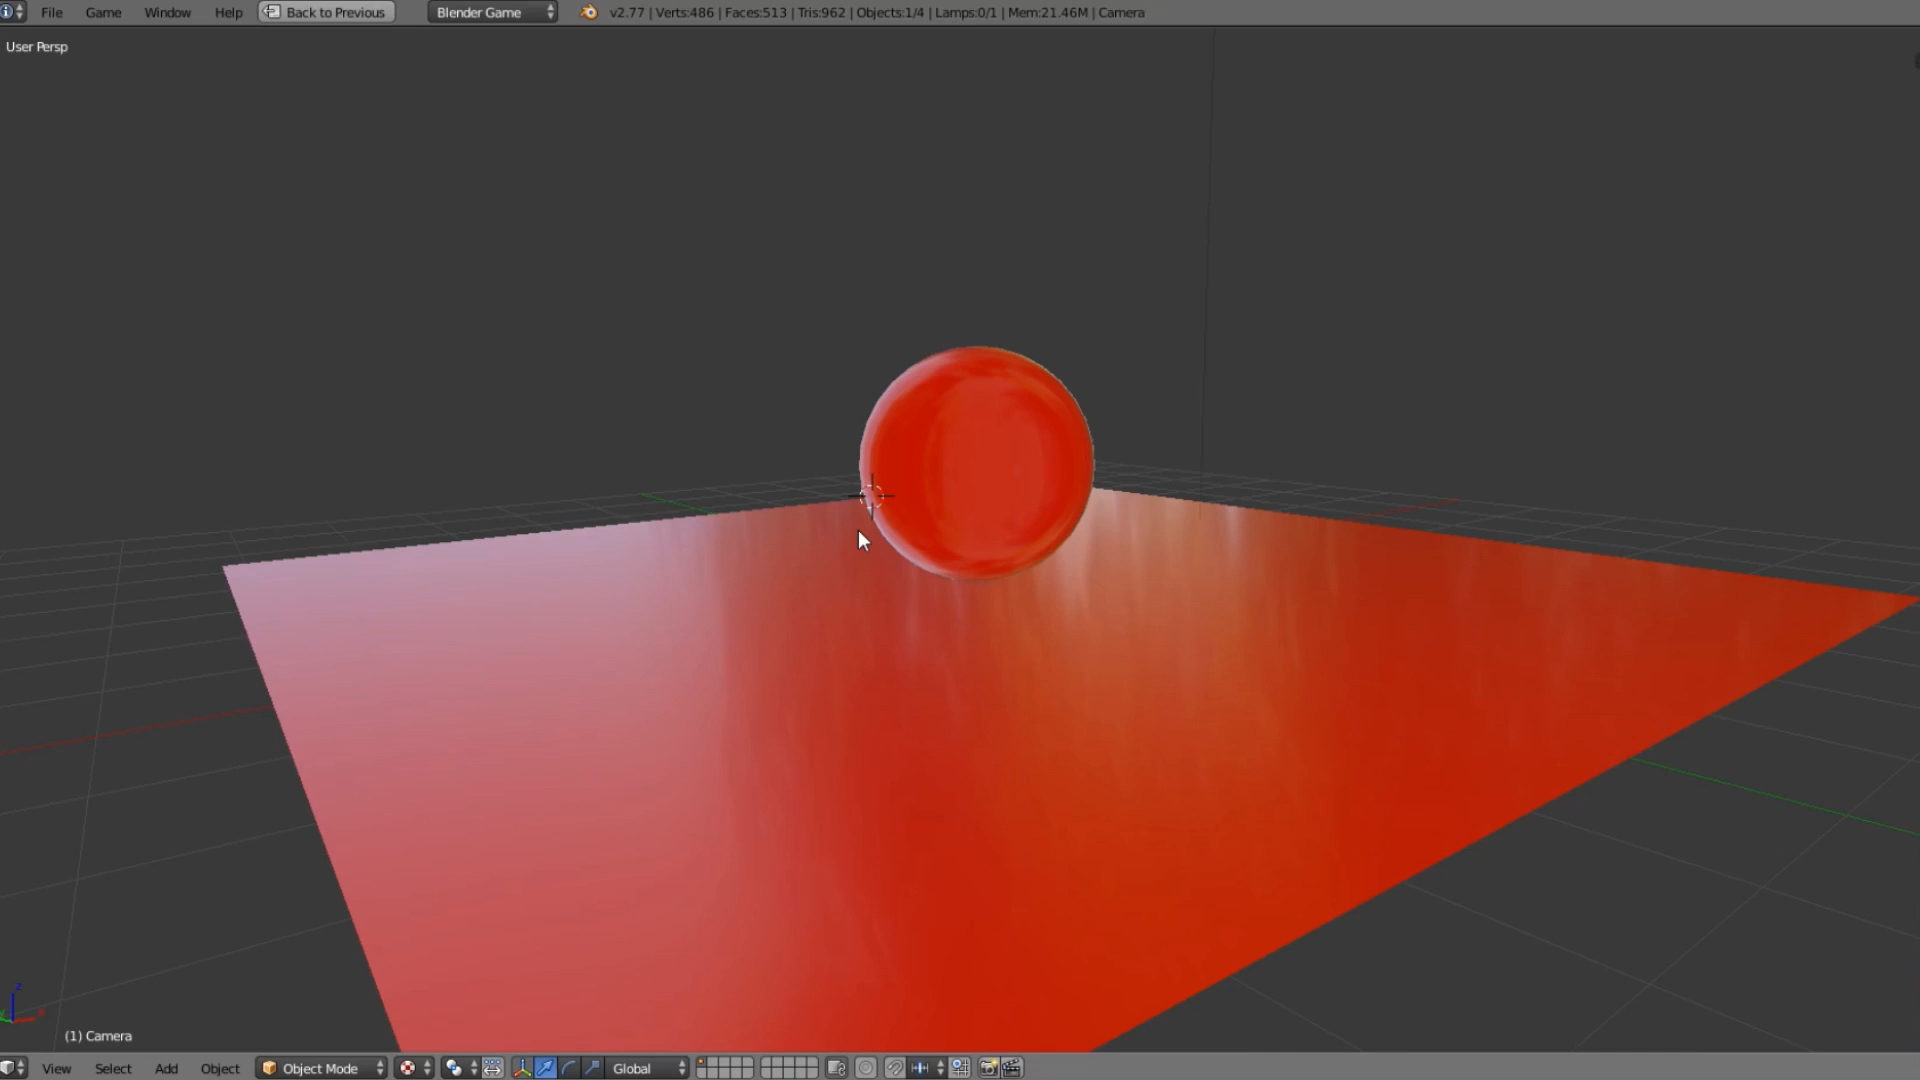 File Game Window Help Back to Previous Blender Game v2.77 | Verts:486 | Faces:513 | Tris:962 | Objects:1/4 | Lamps:0/1 | Mem:21.46M | Camera
User Persp
z
(1) Camera
View Select Add Object Object Mode Global